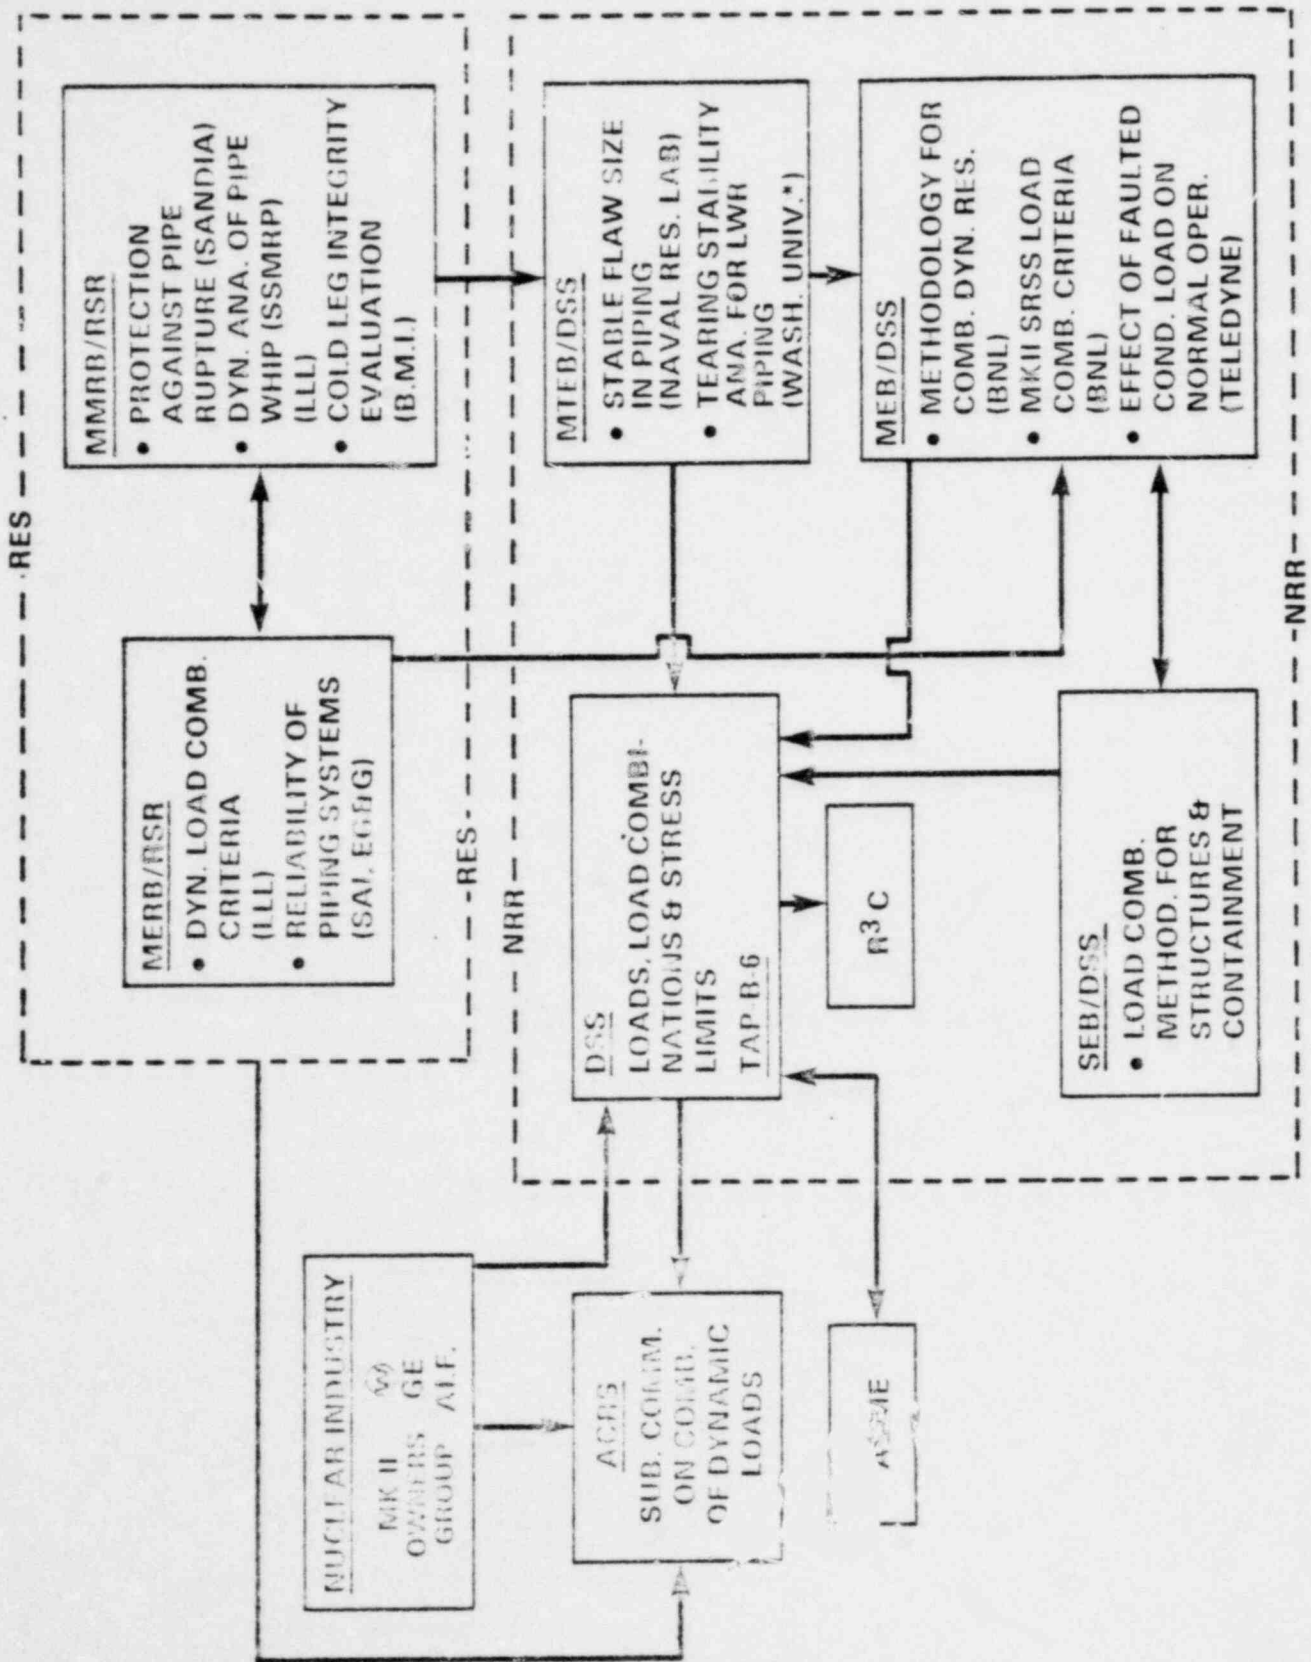 RES
MMRB/RSR
• PROTECTION
AGAINST PIPE
RUPTURE (SANDIA)
• DYN. ANA. OF PIPE
WHIP (SSMRP)
(LLL)
• COLD LEG INTEGRITY
EVALUATION
(B.M.I.)
MERB/RSR
• DYN. LOAD COMB.
CRITERIA
(LLL)
• RELIABILITY OF
PIPING SYSTEMS
(SAI, EG&G)
RES
NRR
MTEB/DSS
• STABLE FLAW SIZE
IN PIPING
(NAVAL RES. LAB)
• TEARING STABILITY
ANA. FOR LWR
PIPING
(WASH. UNIV.*)
MEB/DSS
• METHODOLOGY FOR
COMB. DYN. RES.
(BNL)
• MKII SRSS LOAD
COMB. CRITERIA
(BNL)
• EFFECT OF FAULTED
COND. LOAD ON
NORMAL OPER.
(TELEDYNE)
DSS
LOADS, LOAD COMBI-
NATIONS & STRESS
LIMITS
TAP-B-6
R³C
SEB/DSS
• LOAD COMB.
METHOD. FOR
STRUCTURES &
CONTAINMENT
NRR
NUCLEAR INDUSTRY
MK II W
OWNERS GE
GROUP AIF.
ACRS
SUB. COMM.
ON COMB.
OF DYNAMIC
LOADS
ASME